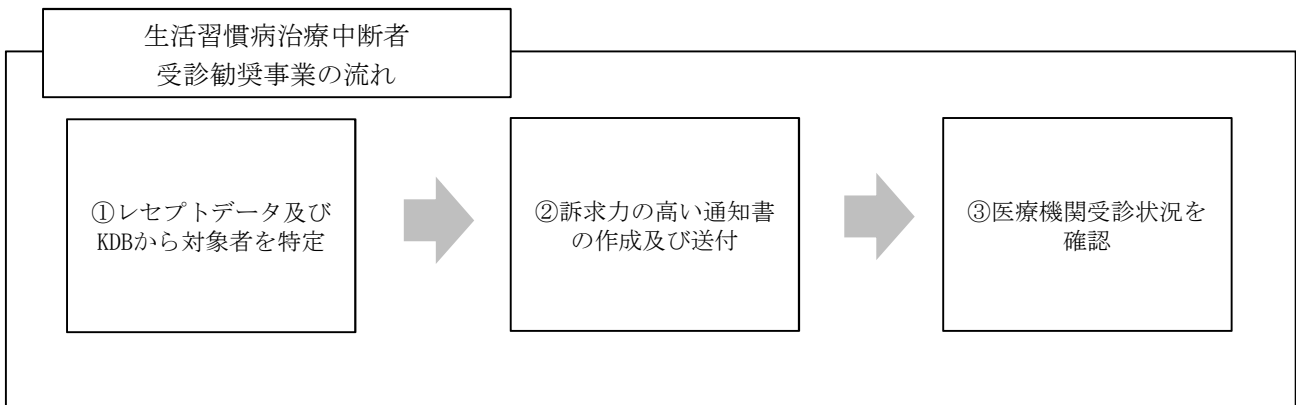 生活習慣病治療中断者
受診勧奨事業の流れ
①レセプトデータ及び
KDBから対象者を特定
②訴求力の高い通知書
の作成及び送付
③医療機関受診状況を
確認